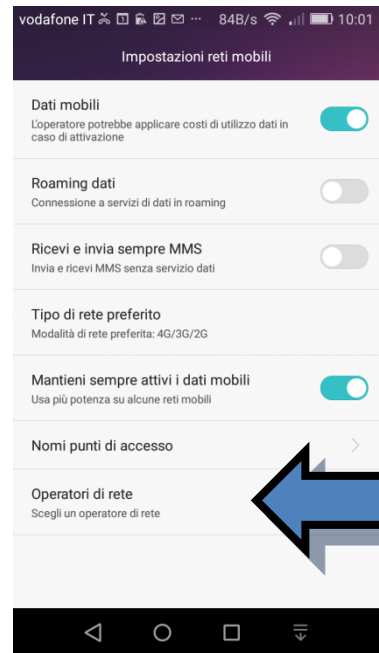 vodafone IT 84B/s 10:01
Impostazioni reti mobili
Dati mobili
L'operatore potrebbe applicare costi di utilizzo dati in
caso di attivazione
Roaming dati
Connessione a servizi di dati in roaming
Ricevi e invia sempre MMS
Invia e ricevi MMS senza servizio dati
Tipo di rete preferito
Modalità di rete preferita: 4G/3G/2G
Mantieni sempre attivi i dati mobili
Usa più potenza su alcune reti mobili
Nomi punti di accesso
Operatori di rete
Scegli un operatore di rete